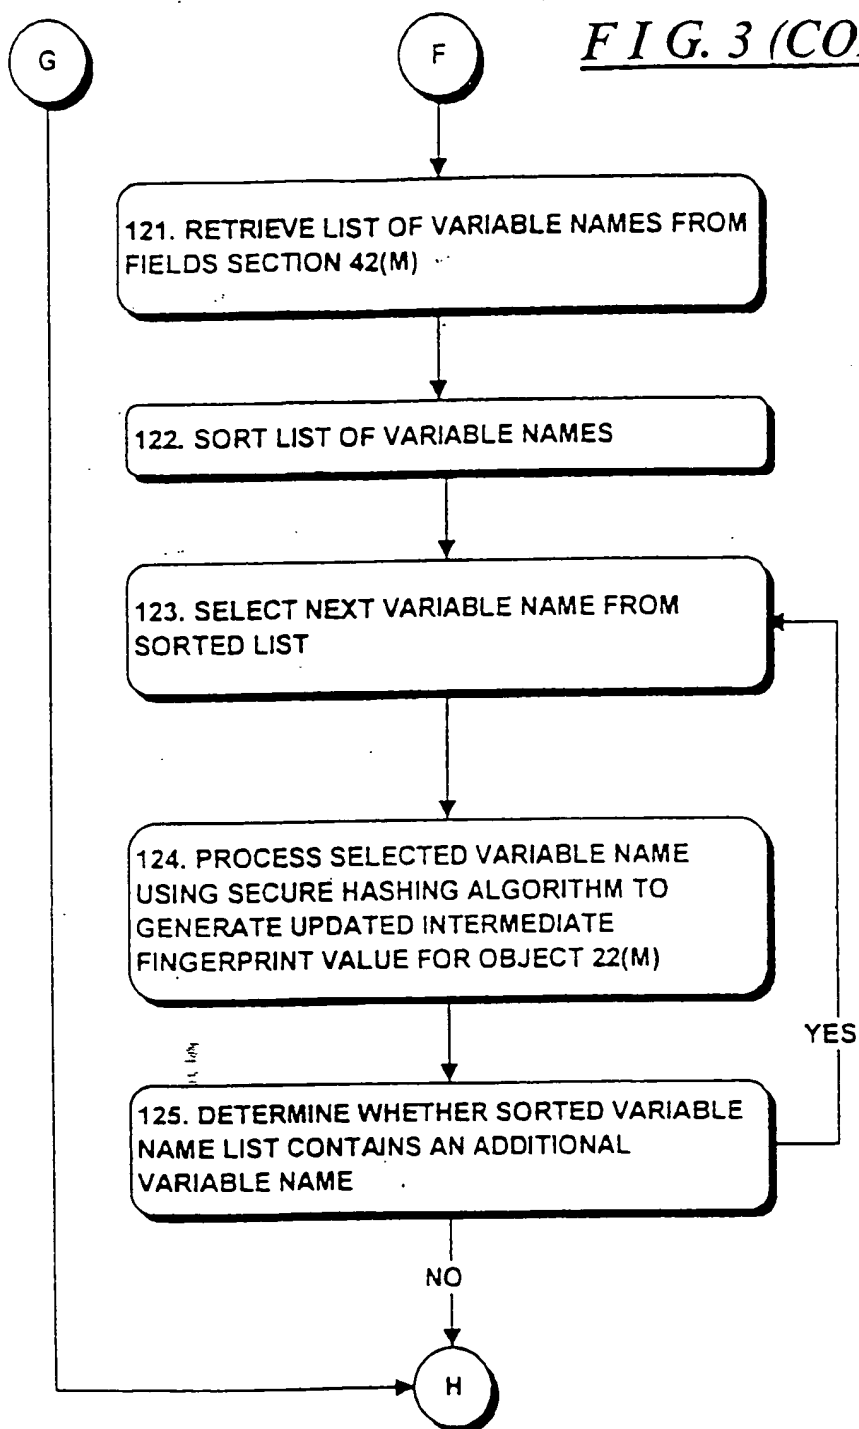 F I G. 3 (CO
G
F
121. RETRIEVE LIST OF VARIABLE NAMES FROM
FIELDS SECTION 42(M)
122. SORT LIST OF VARIABLE NAMES
123. SELECT NEXT VARIABLE NAME FROM
SORTED LIST
124. PROCESS SELECTED VARIABLE NAME
USING SECURE HASHING ALGORITHM TO
GENERATE UPDATED INTERMEDIATE
FINGERPRINT VALUE FOR OBJECT 22(M)
YES
125. DETERMINE WHETHER SORTED VARIABLE
NAME LIST CONTAINS AN ADDITIONAL
VARIABLE NAME
NO
H